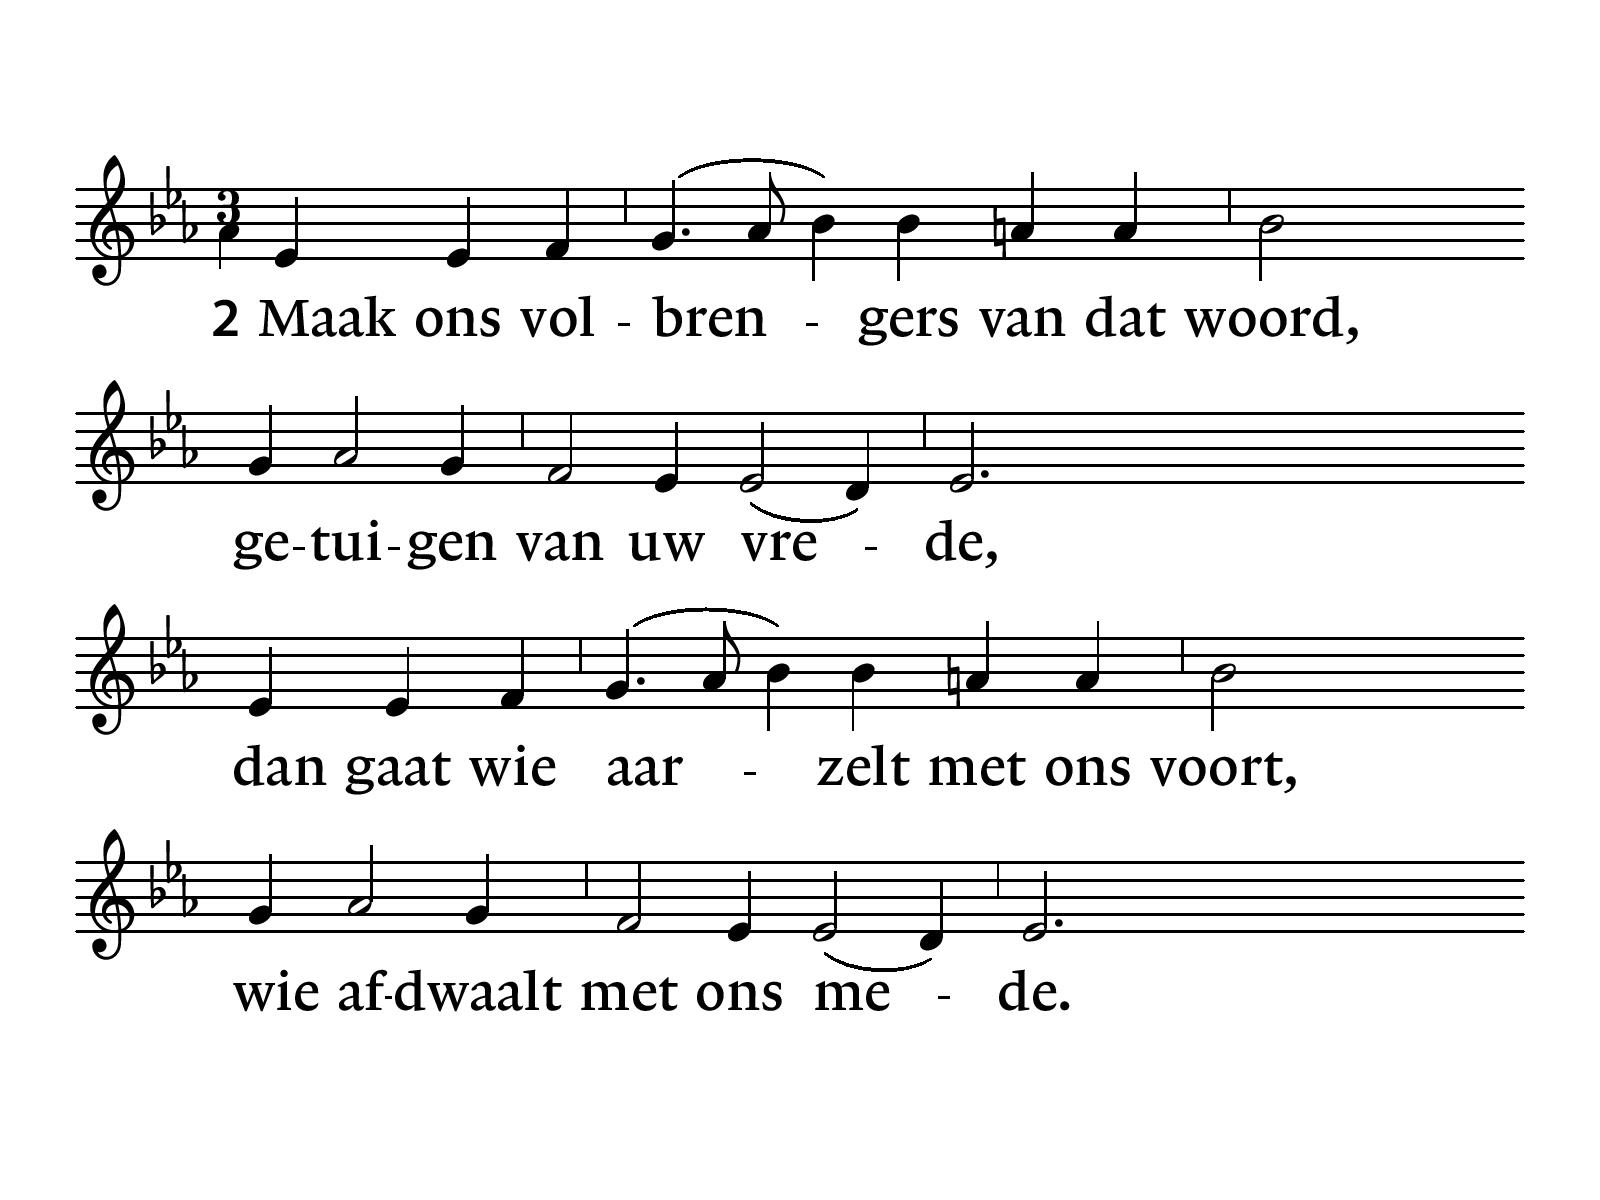 3
2 Maak ons vol - bren - gers van dat woord,
ge-tui-gen van uw vre - de,
dan gaat wie aar - zelt met ons voort,
wie af-dwaalt met ons me - de.